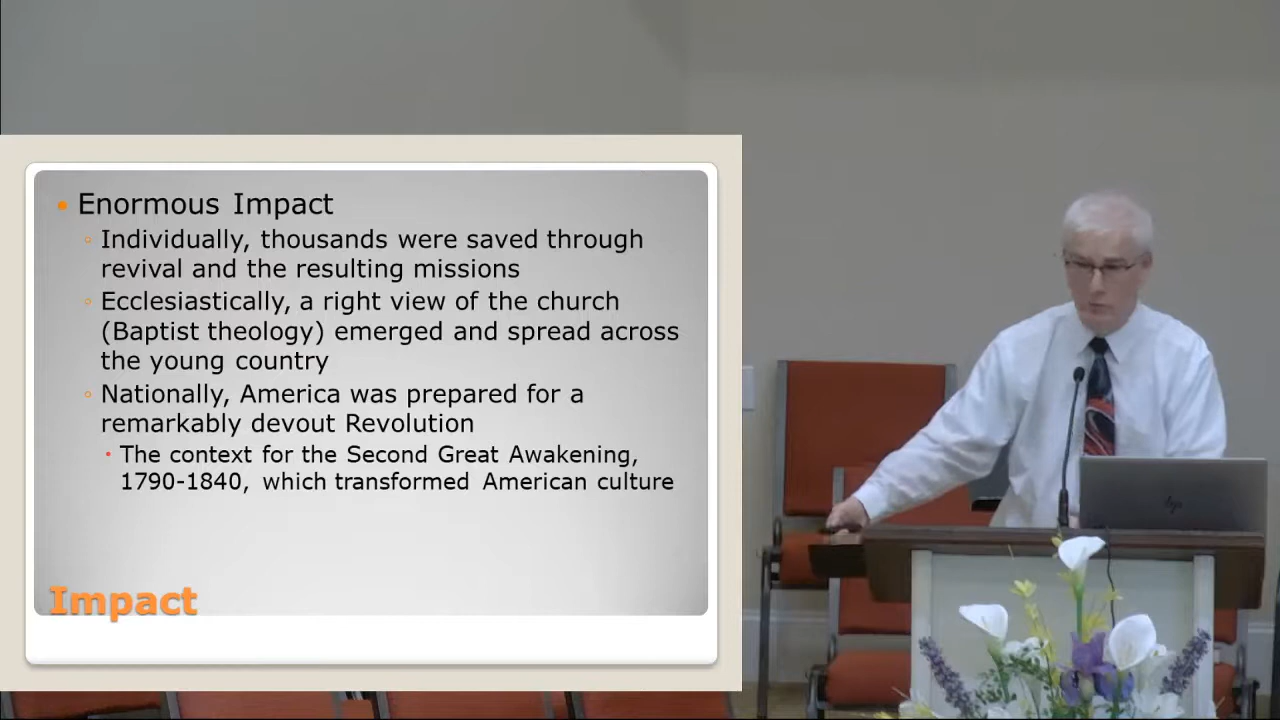 Enormous Impact
Individually, thousands were saved through
revival and the resulting missions
Ecclesiastically, a right view of the church
(Baptist theology) emerged and spread across
the young country
Nationally, America was prepared for a
remarkably devout Revolution
The context for the Second Great Awakening,
1790-1840, which transformed American culture
Impact
hp